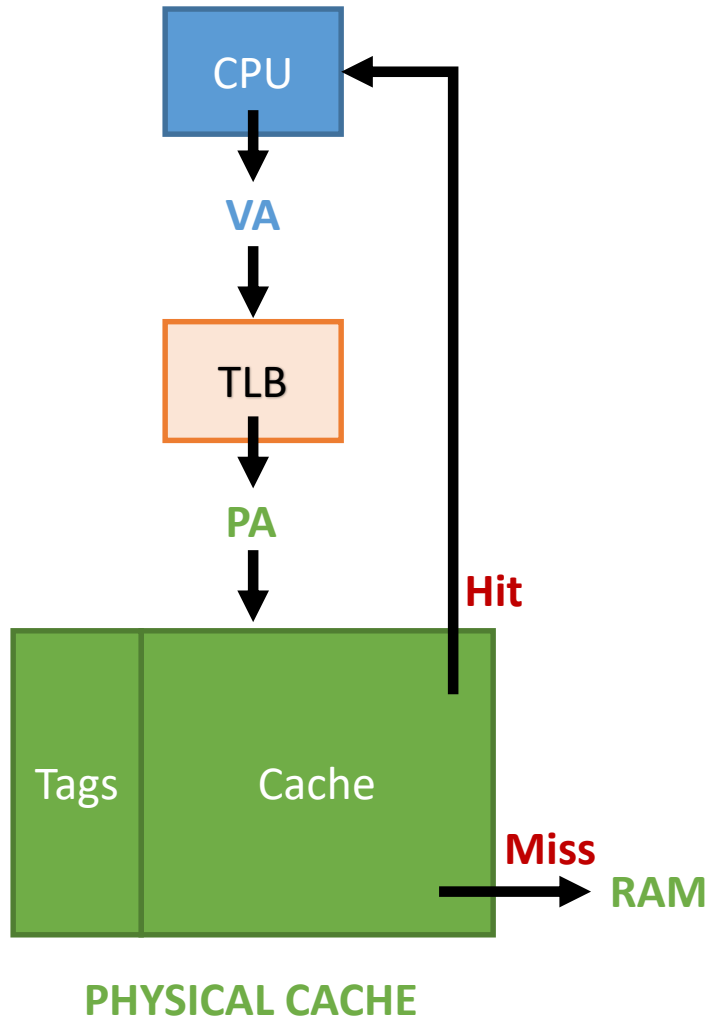 CPU
VA
TLB
PA
Hit
Tags
Cache
Miss
RAM
PHYSICAL CACHE